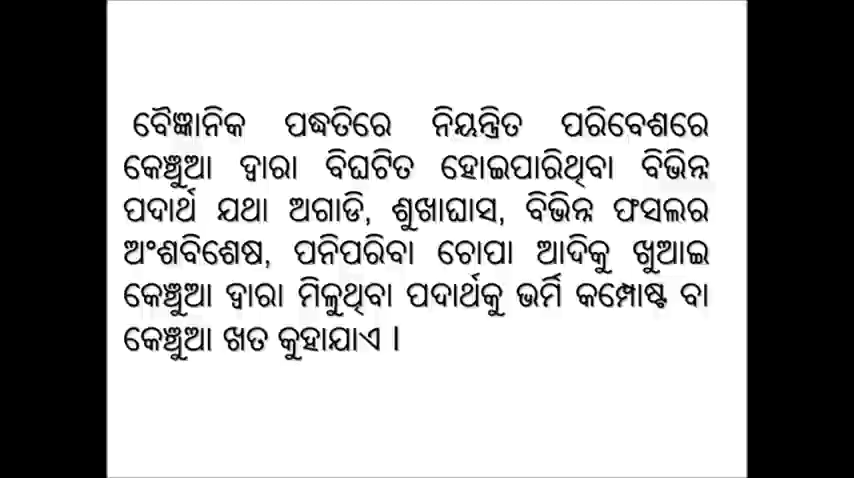 ବୈଜ୍ଞାନିକ ପଦ୍ଧତିରେ ନିୟନ୍ତ୍ରିତ ପରିବେଶରେ
କେଞ୍ଚୁଆ ଦ୍ୱାରା ବିଘଟିତ ହୋଇପାରିଥିବା ବିଭିନ୍ନ
ପଦାର୍ଥ ଯଥା ଅଗାଡି, ଶୁଖାଘାସ, ବିଭିନ୍ନ ଫସଲର
ଅଂଶବିଶେଷ, ପନିପରିବା ଚୋପା ଆଦିକୁ ଖୁଆଇ
କେଞ୍ଚୁଆ ଦ୍ୱାରା ମିଳୁଥିବା ପଦାର୍ଥକୁ ଭର୍ମି କମ୍ପୋଷ୍ଟ ବା
କେଞ୍ଚୁଆ ଖତ କୁହାଯାଏ ।